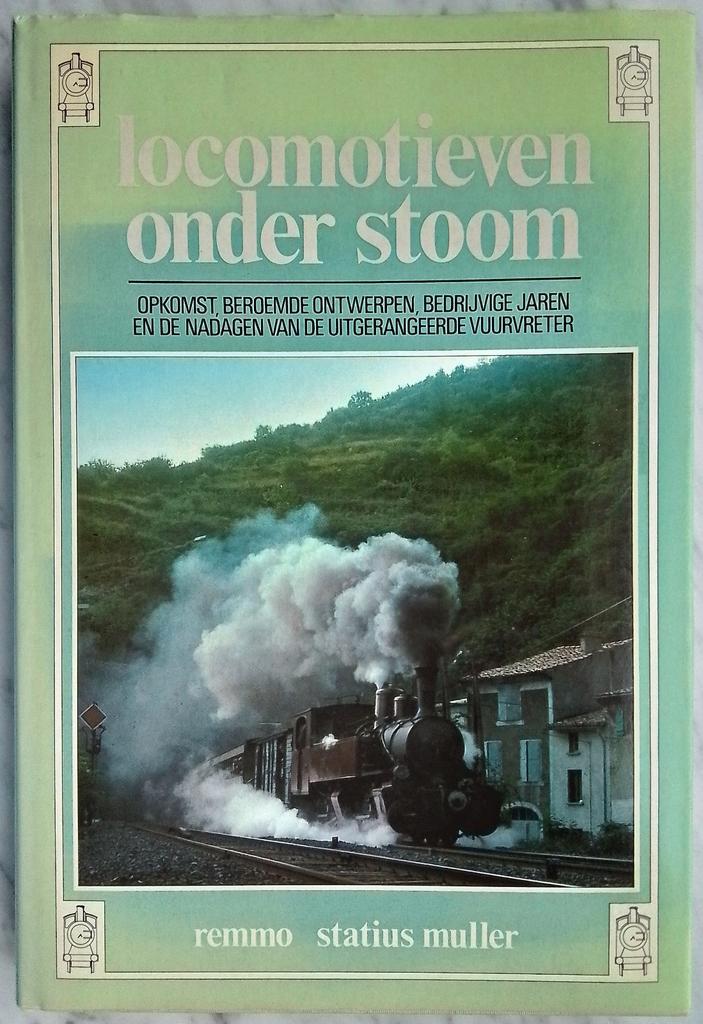 locomotieven
onder stoom
OPKOMST, BEROEMDE ONTWERPEN, BEDRIJVIGE JAREN
EN DE NADAGEN VAN DE UITGERANGEERDE VUURVRETER
remmo statius muller